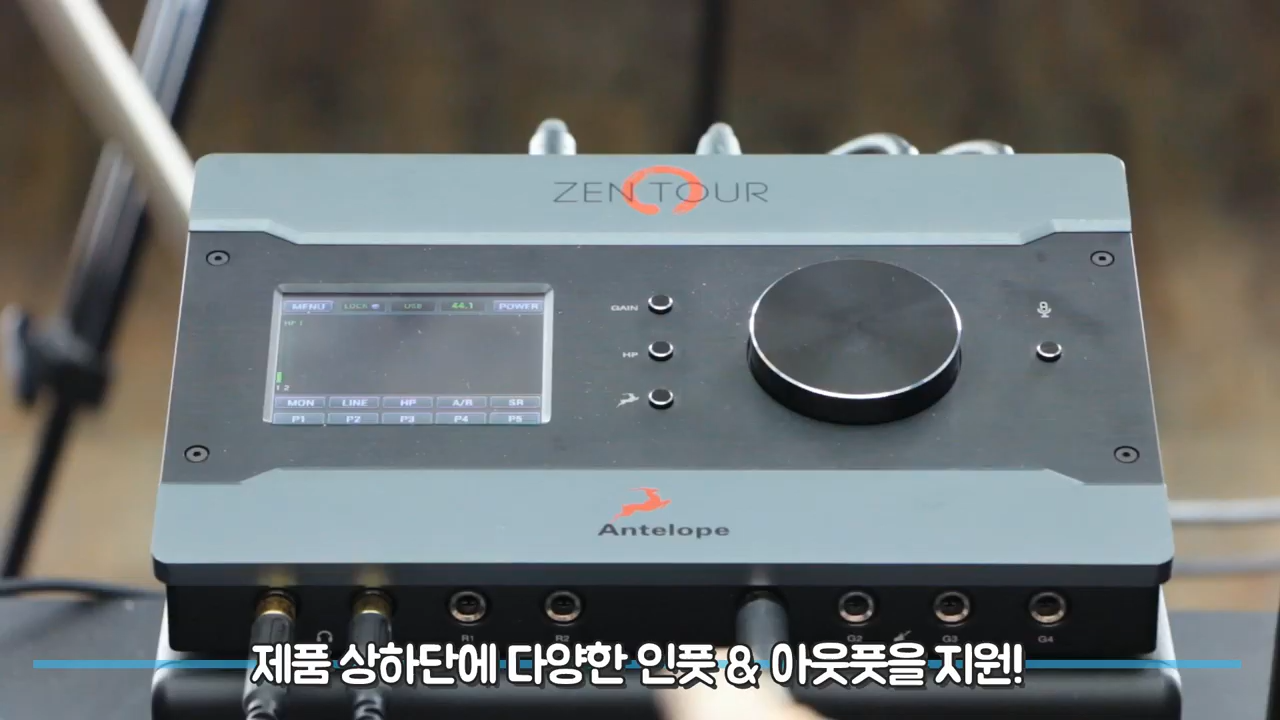 ZEN TOUR
MENU LOCK USB 44.1 POWER
HP 1
1 2
MON LINE HP A/R SR
P1 P2 P3 P4 P5
GAIN
HP
Antelope
R1 R2 G2 G3 G4
제품 상하단에 다양한 인풋 & 아웃풋을 지원!